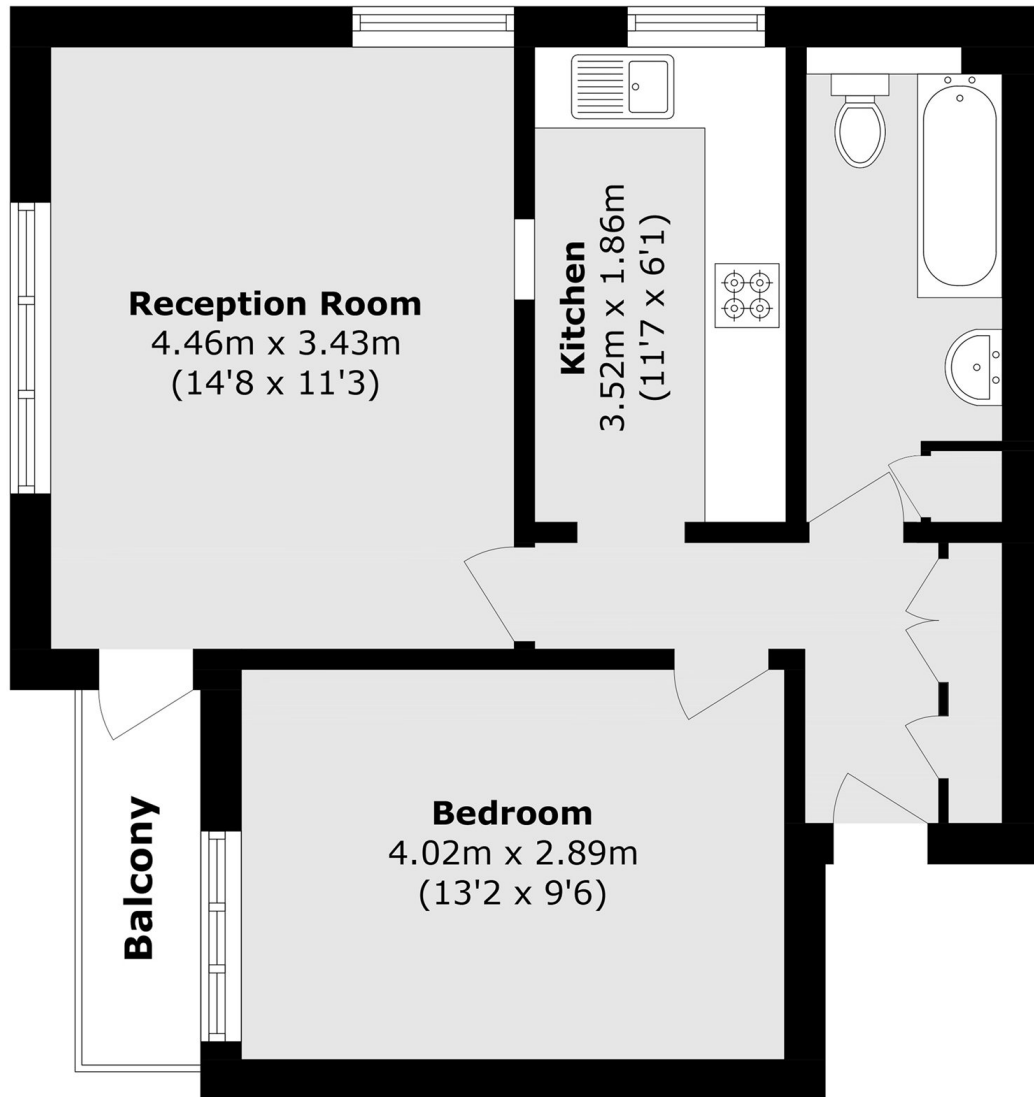 Reception Room
4.46m x 3.43m
(14'8 x 11'3)
Kitchen
3.52m x 1.86m
(11'7 x 6'1)
Bedroom
4.02m x 2.89m
(13'2 x 9'6)
Balcony